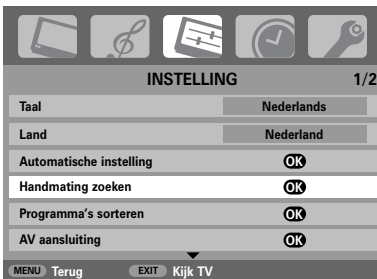 INSTELLING 1/2
Taal Nederlands
Land Nederland
Automatische instelling OK
Handmating zoeken OK
Programma's sorteren OK
AV aansluiting OK
MENU Terug EXIT Kijk TV